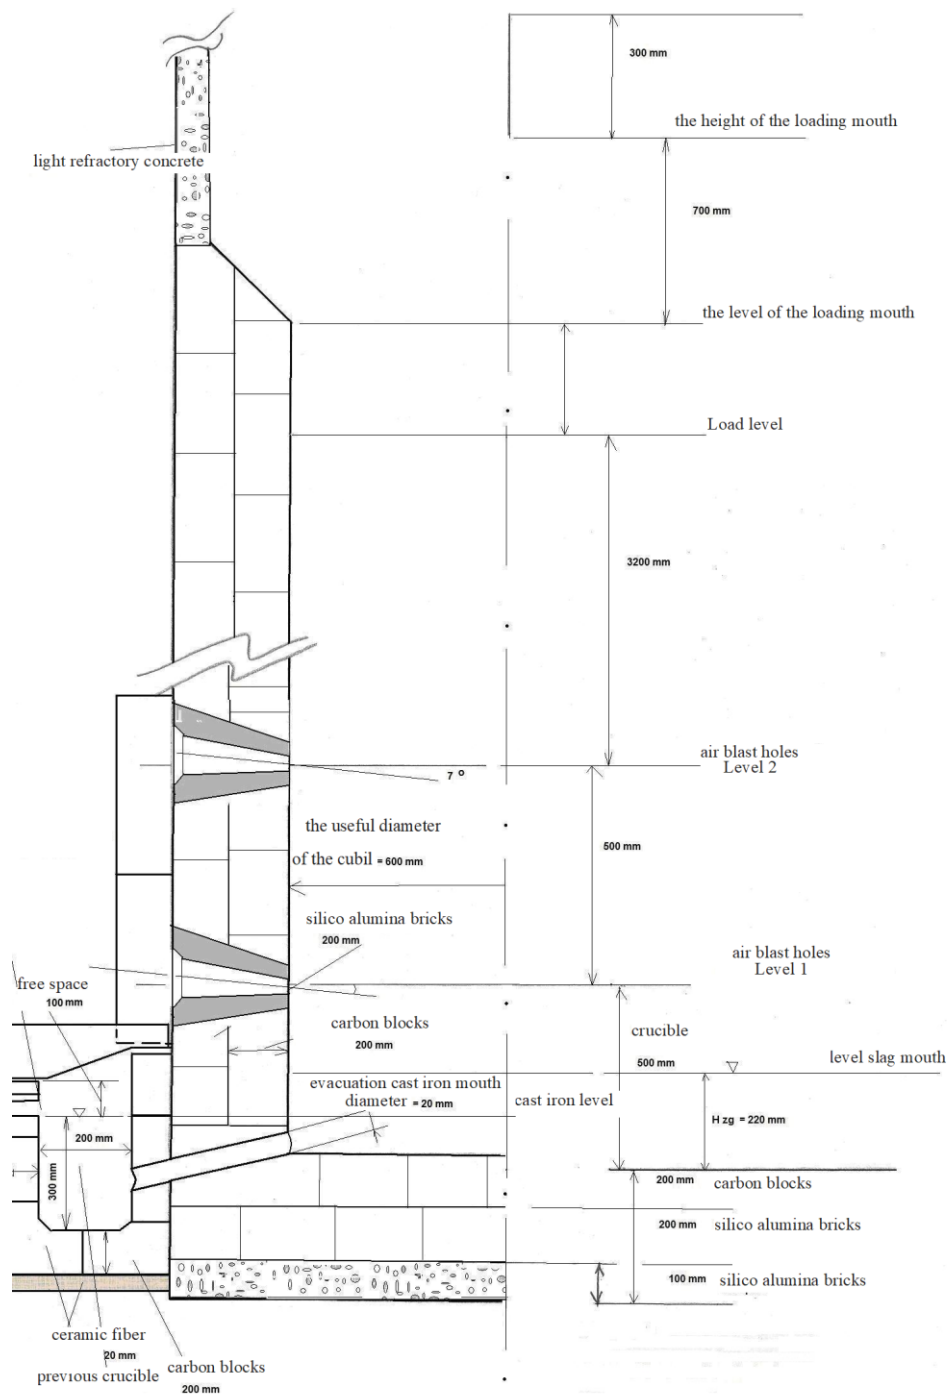 300 mm
the height of the loading mouth
light refractory concrete
700 mm
the level of the loading mouth
Load level
3200 mm
air blast holes
Level 2
7 o
the useful diameter
of the cubil = 600 mm
500 mm
silico alumina bricks
200 mm
air blast holes
Level 1
free space
100 mm
carbon blocks
200 mm
crucible
500 mm
level slag mouth
evacuation cast iron mouth
diameter = 20 mm
cast iron level
H zg = 220 mm
200 mm
300 mm
200 mm
carbon blocks
200 mm silico alumina bricks
100 mm silico alumina bricks
ceramic fiber
20 mm
previous crucible
carbon blocks
200 mm